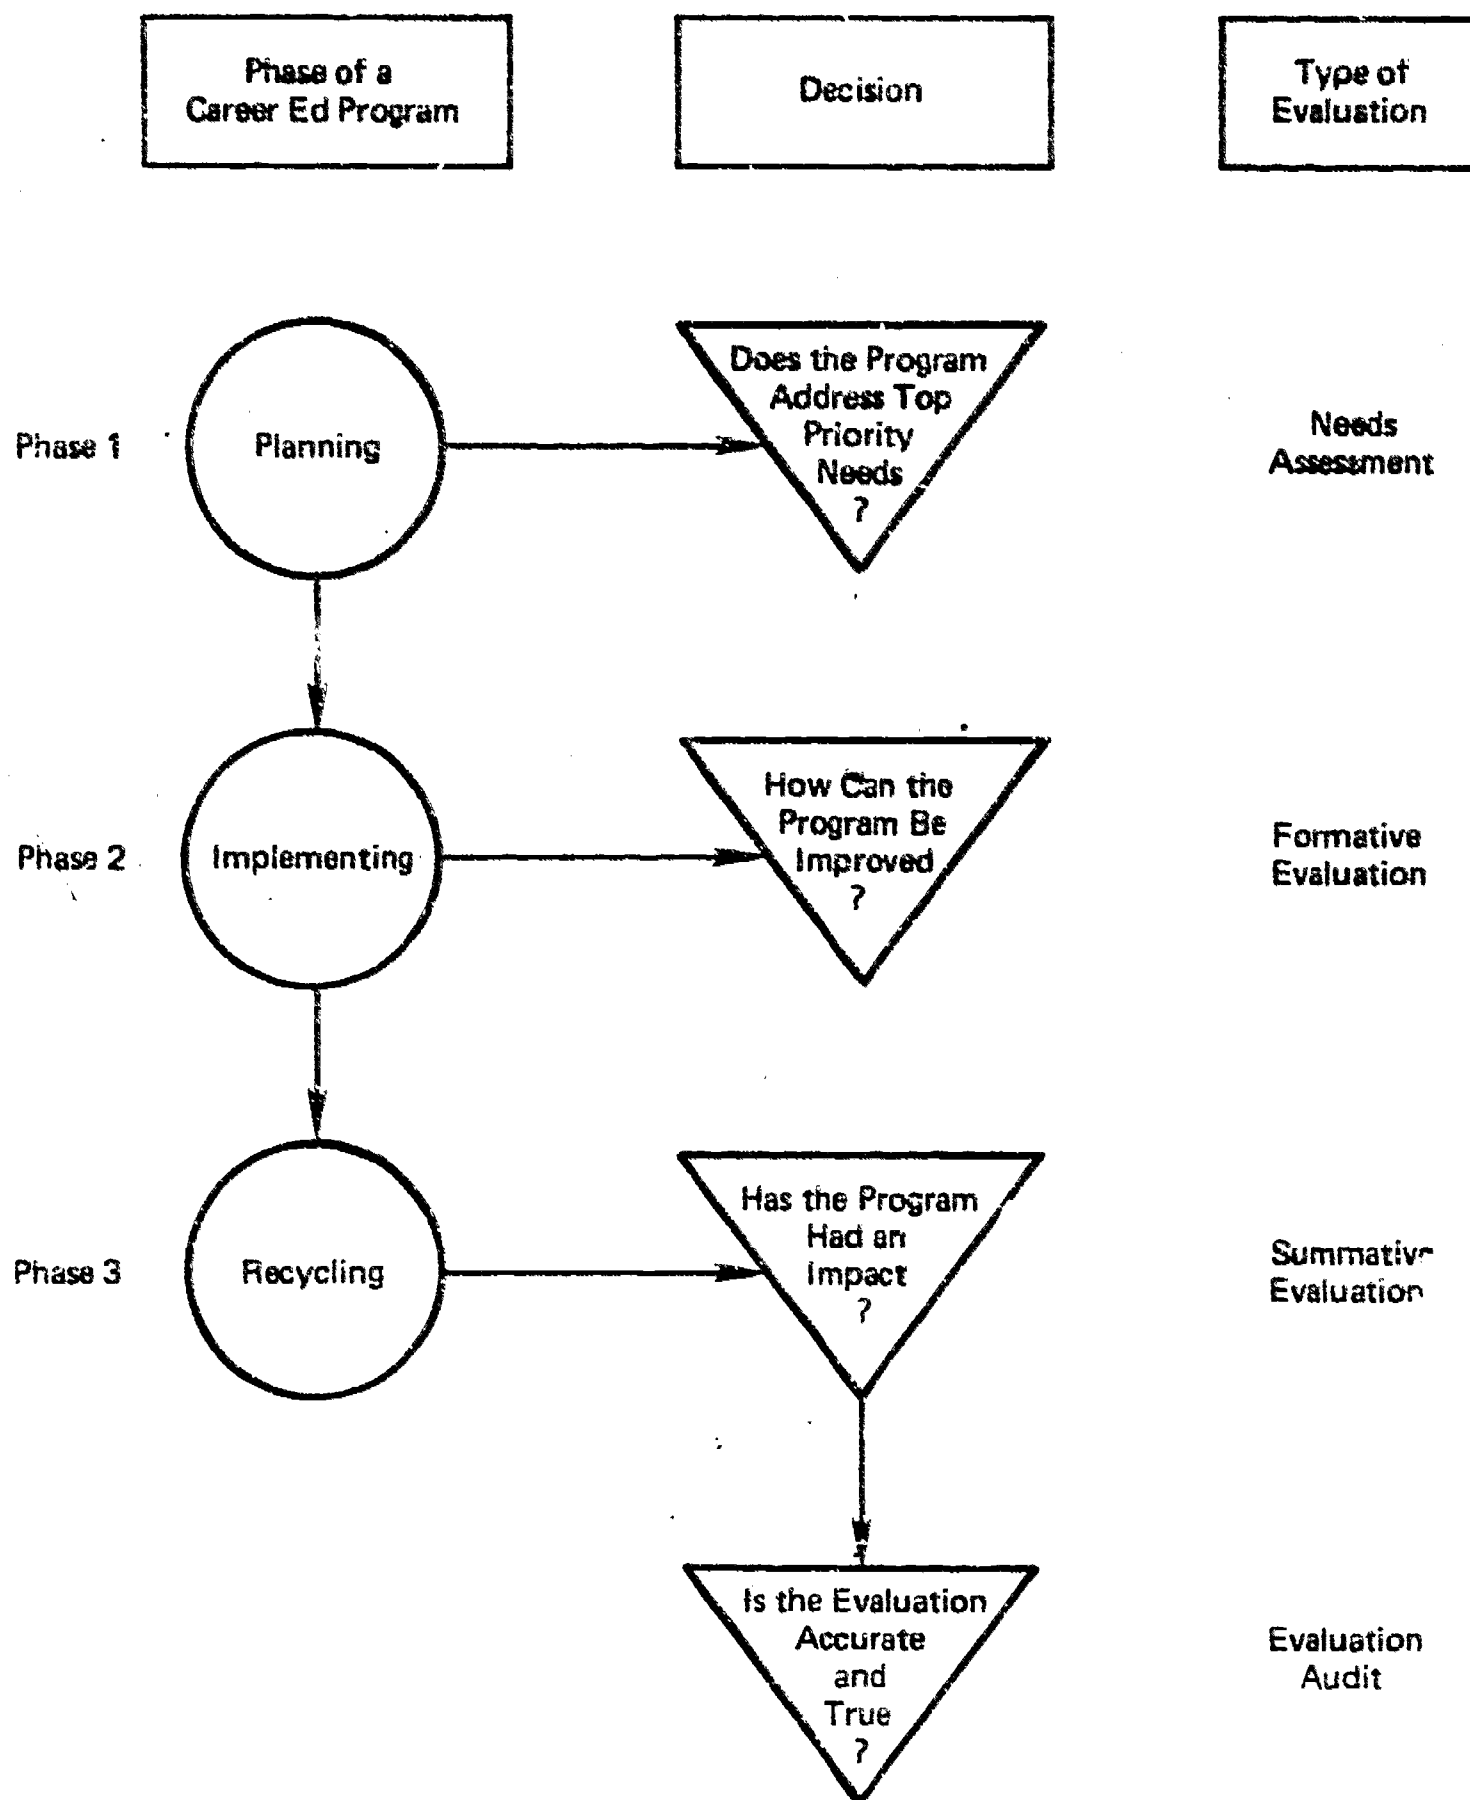 Phase of a
Career Ed Program
Decision
Type of
Evaluation
Phase 1
Planning
Does the Program
Address Top
Priority
Needs
?
Needs
Assessment
Phase 2
Implementing
How Can the
Program Be
Improved
?
Formative
Evaluation
Phase 3
Recycling
Has the Program
Had an
Impact
?
Summative
Evaluation
Is the Evaluation
Accurate
and
True
?
Evaluation
Audit